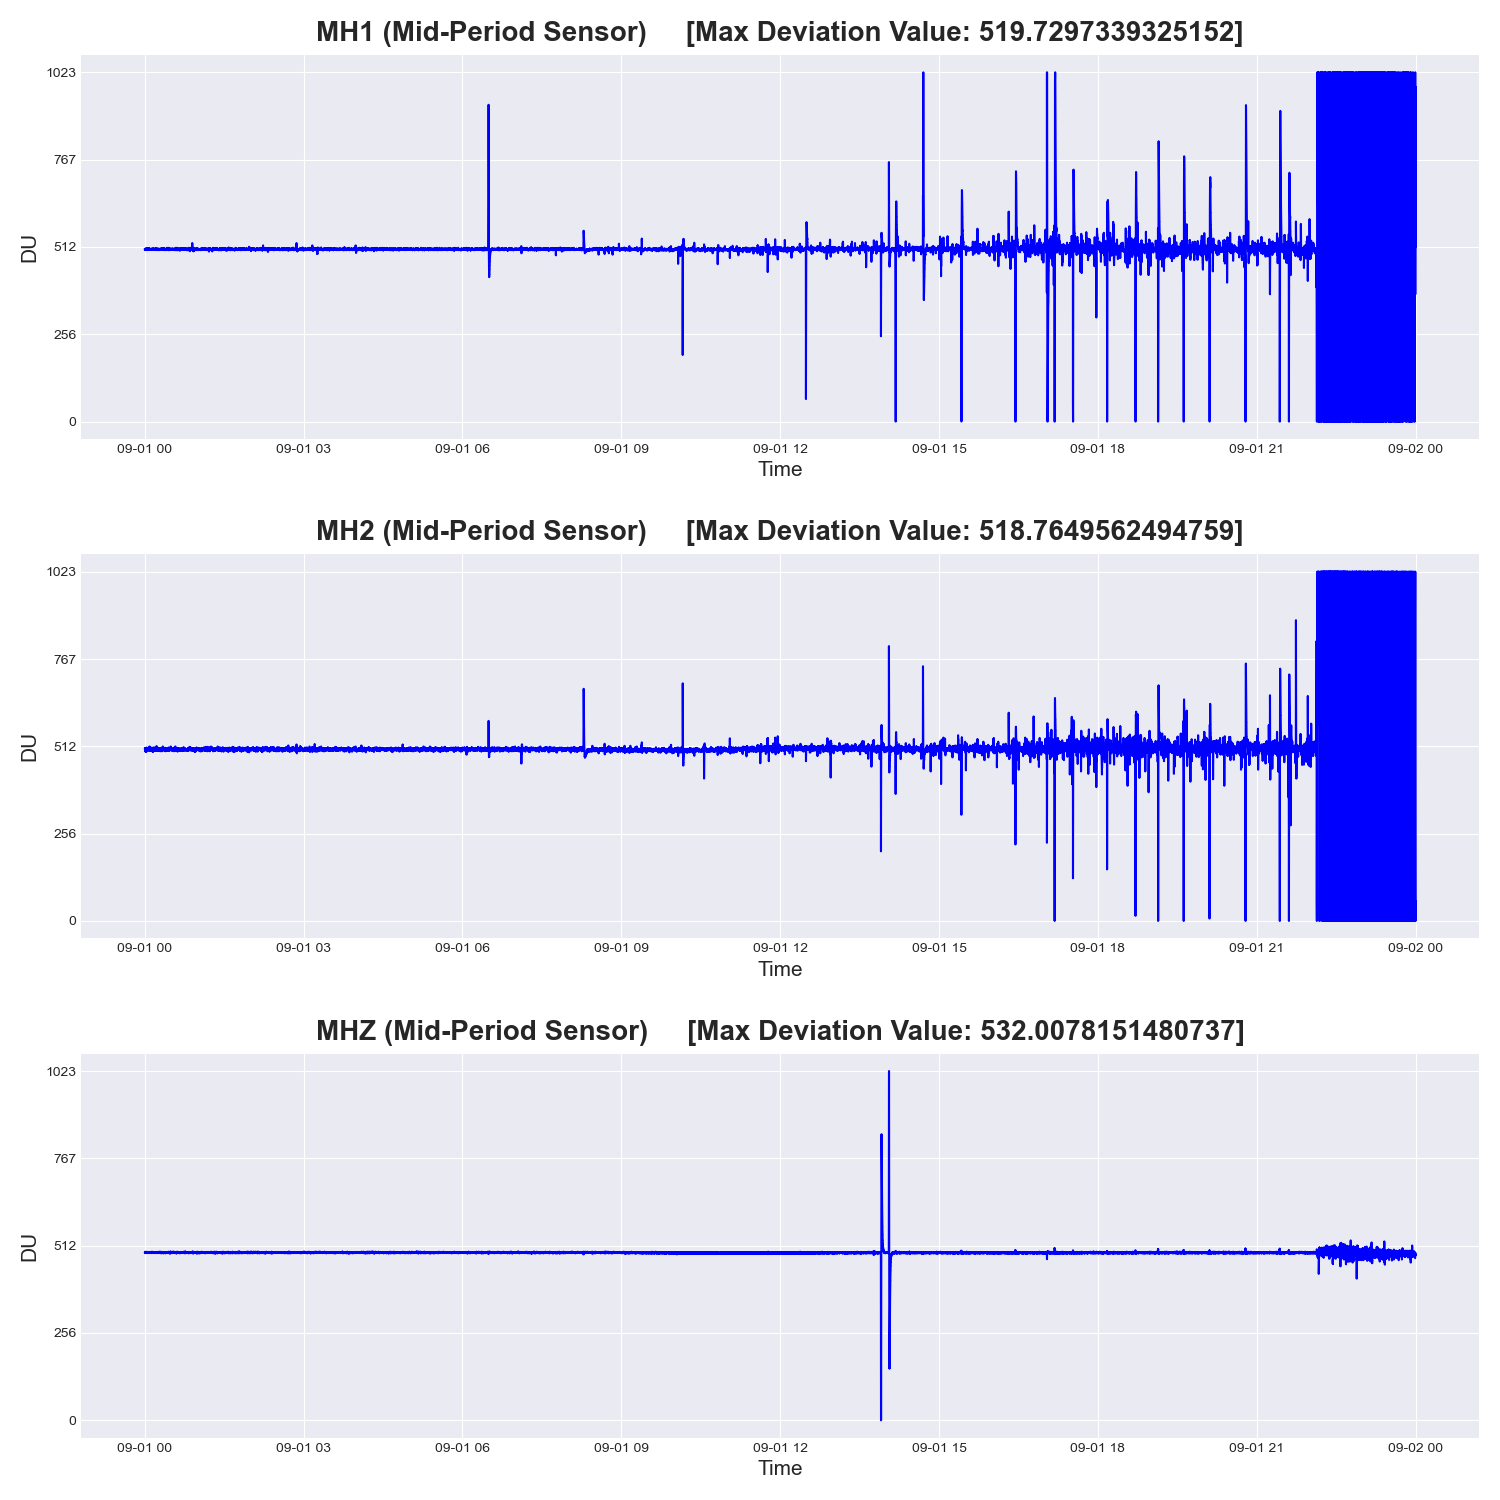 MH1 (Mid-Period Sensor) [Max Deviation Value: 519.7297339325152]
1023
767
512
256
0
DU
09-01 00 09-01 03 09-01 06 09-01 09 09-01 12 09-01 15 09-01 18 09-01 21 09-02 00
Time
MH2 (Mid-Period Sensor) [Max Deviation Value: 518.7649562494759]
1023
767
512
256
0
DU
09-01 00 09-01 03 09-01 06 09-01 09 09-01 12 09-01 15 09-01 18 09-01 21 09-02 00
Time
MHZ (Mid-Period Sensor) [Max Deviation Value: 532.0078151480737]
1023
767
512
256
0
DU
09-01 00 09-01 03 09-01 06 09-01 09 09-01 12 09-01 15 09-01 18 09-01 21 09-02 00
Time